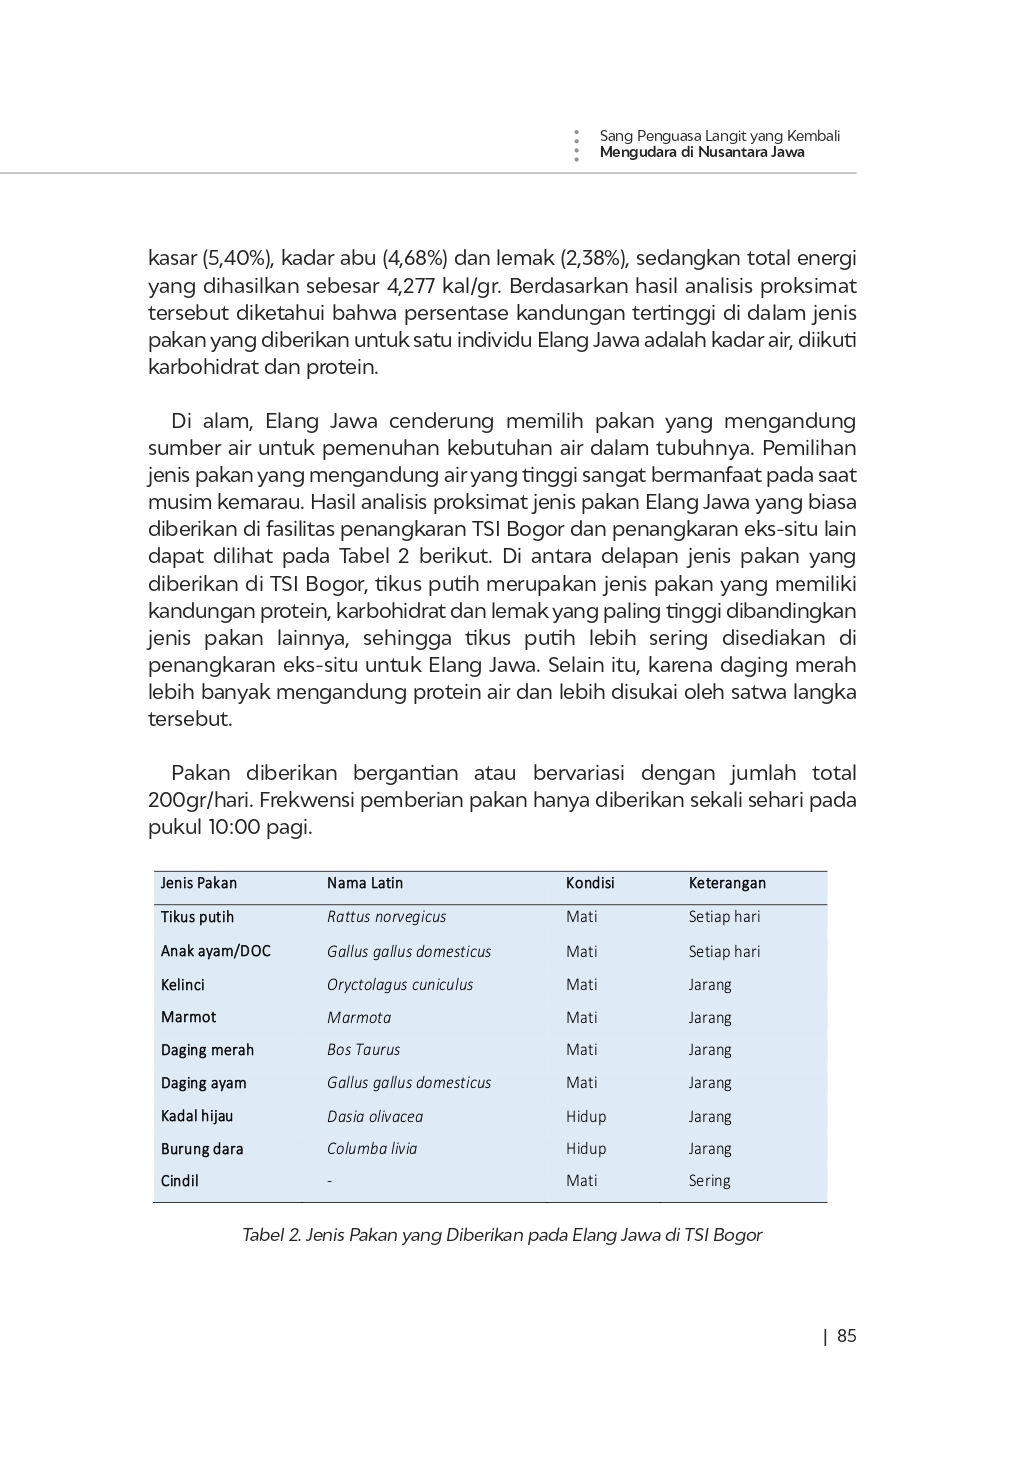 Sang Penguasa Langit yang Kembali
Mengudara di Nusantara Jawa
kasar (5,40%), kadar abu (4,68%) dan lemak (2,38%), sedangkan total energi
yang dihasilkan sebesar 4,277 kal/gr. Berdasarkan hasil analisis proksimat
tersebut diketahui bahwa persentase kandungan tertinggi di dalam jenis
pakan yang diberikan untuk satu individu Elang Jawa adalah kadar air, diikuti
karbohidrat dan protein.
Di alam, Elang Jawa cenderung memilih pakan yang mengandung
sumber air untuk pemenuhan kebutuhan air dalam tubuhnya. Pemilihan
jenis pakan yang mengandung air yang tinggi sangat bermanfaat pada saat
musim kemarau. Hasil analisis proksimat jenis pakan Elang Jawa yang biasa
diberikan di fasilitas penangkaran TSI Bogor dan penangkaran eks-situ lain
dapat dilihat pada Tabel 2 berikut. Di antara delapan jenis pakan yang
diberikan di TSI Bogor, tikus putih merupakan jenis pakan yang memiliki
kandungan protein, karbohidrat dan lemak yang paling tinggi dibandingkan
jenis pakan lainnya, sehingga tikus putih lebih sering disediakan di
penangkaran eks-situ untuk Elang Jawa. Selain itu, karena daging merah
lebih banyak mengandung protein air dan lebih disukai oleh satwa langka
tersebut.
Pakan diberikan bergantian atau bervariasi dengan jumlah total
200gr/hari. Frekwensi pemberian pakan hanya diberikan sekali sehari pada
pukul 10:00 pagi.
Jenis Pakan Nama Latin Kondisi Keterangan
Tikus putih Rattus norvegicus Mati Setiap hari
Anak ayam/DOC Gallus gallus domesticus Mati Setiap hari
Kelinci Oryctolagus cuniculus Mati Jarang
Marmot Marmota Mati Jarang
Daging merah Bos Taurus Mati Jarang
Daging ayam Gallus gallus domesticus Mati Jarang
Kadal hijau Dasia olivacea Hidup Jarang
Burung dara Columba livia Hidup Jarang
Cindil - Mati Sering
Tabel 2. Jenis Pakan yang Diberikan pada Elang Jawa di TSI Bogor
| 85